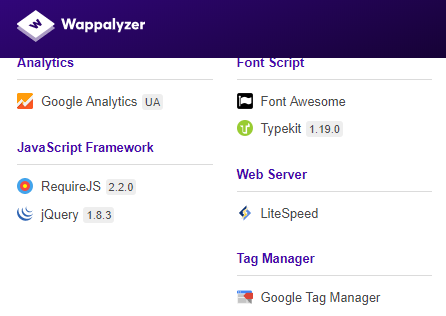 Wappalyzer
Analytics
Google Analytics UA
JavaScript Framework
RequireJS 2.2.0
jQuery 1.8.3
Font Script
Font Awesome
Typekit 1.19.0
Web Server
LiteSpeed
Tag Manager
Google Tag Manager